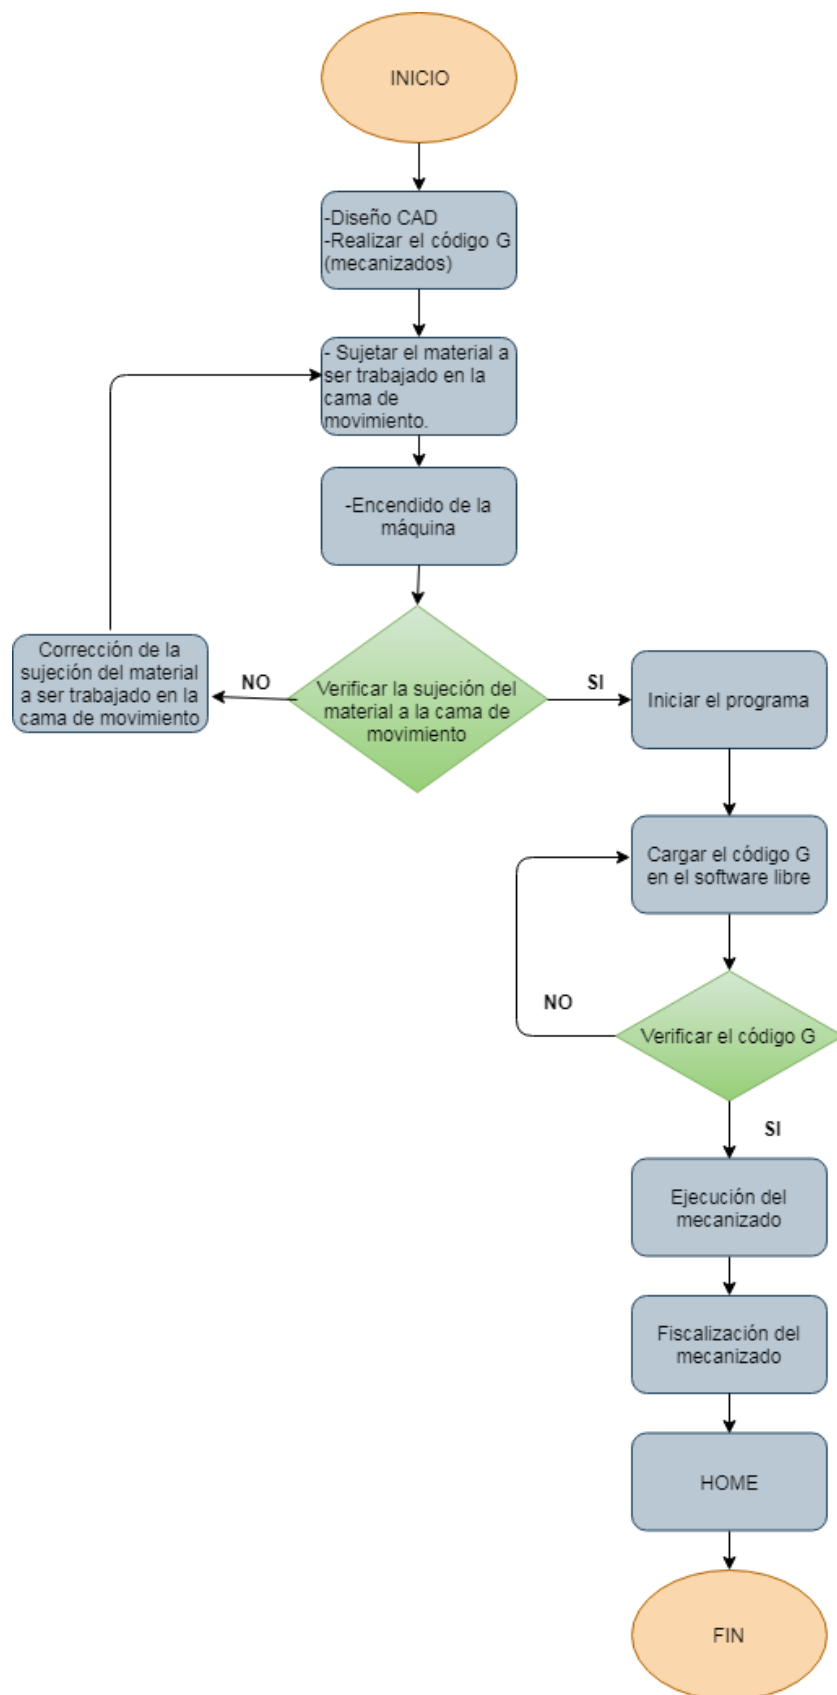 INICIO
-Diseño CAD
-Realizar el código G
(mecanizados)
- Sujetar el material a
ser trabajado en la
cama de
movimiento.
-Encendido de la
máquina
Corrección de la
sujeción del material
a ser trabajado en la
cama de movimiento
NO
Verificar la sujeción del
material a la cama de
movimiento
SI
Iniciar el programa
Cargar el código G
en el software libre
NO
Verificar el código G
SI
Ejecución del
mecanizado
Fiscalización del
mecanizado
HOME
FIN